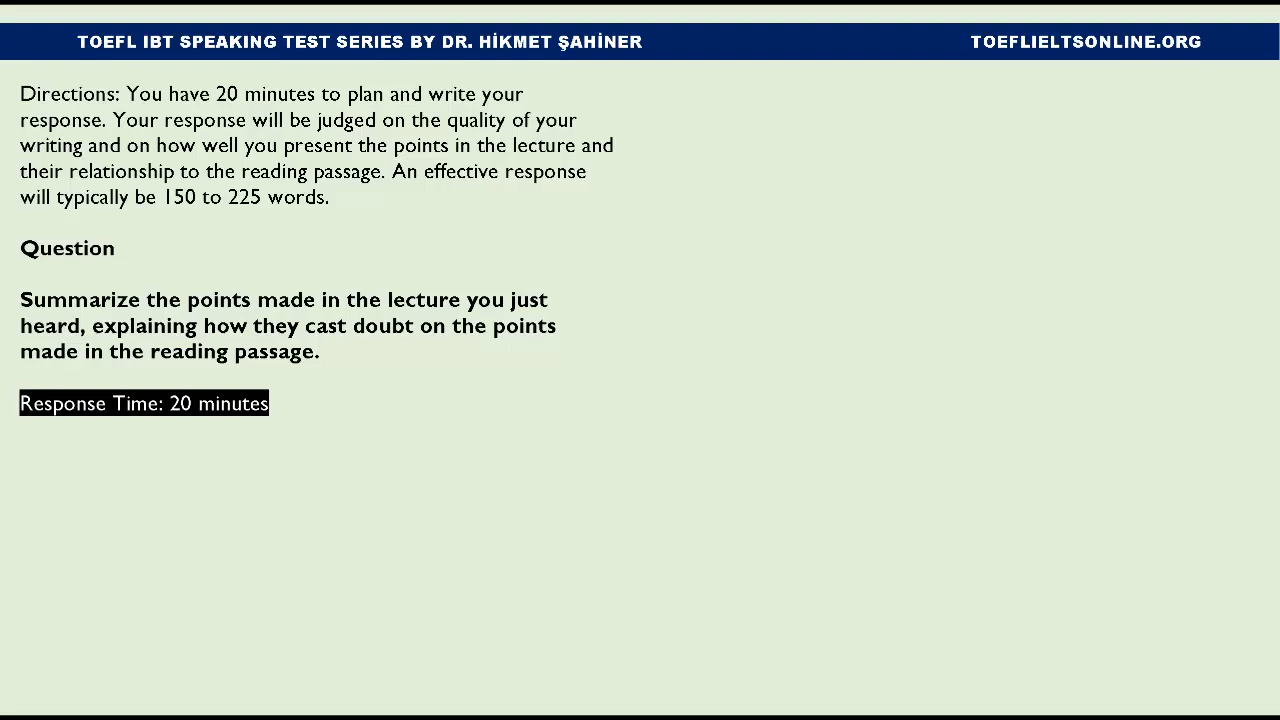 TOEFL IBT SPEAKING TEST SERIES BY DR. HİKMET ŞAHİNER
TOEFLIELTSONLINE.ORG
Directions: You have 20 minutes to plan and write your
response. Your response will be judged on the quality of your
writing and on how well you present the points in the lecture and
their relationship to the reading passage. An effective response
will typically be 150 to 225 words.
Question
Summarize the points made in the lecture you just
heard, explaining how they cast doubt on the points
made in the reading passage.
Response Time: 20 minutes